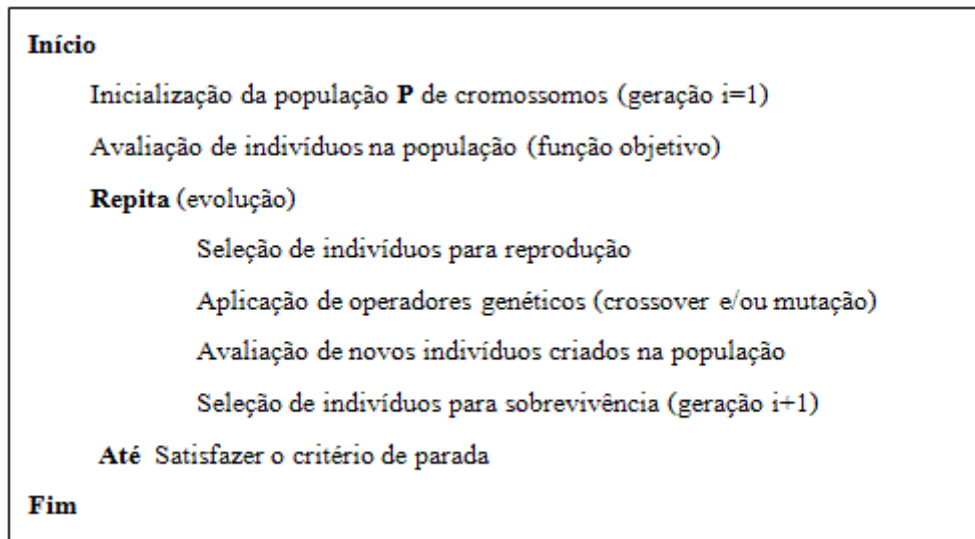 Início
Inicialização da população P de cromossomos (geração i=1)
Avaliação de indivíduos na população (função objetivo)
Repita (evolução)
Seleção de indivíduos para reprodução
Aplicação de operadores genéticos (crossover e/ou mutação)
Avaliação de novos indivíduos criados na população
Seleção de indivíduos para sobrevivência (geração i+1)
Até Satisfazer o critério de parada
Fim